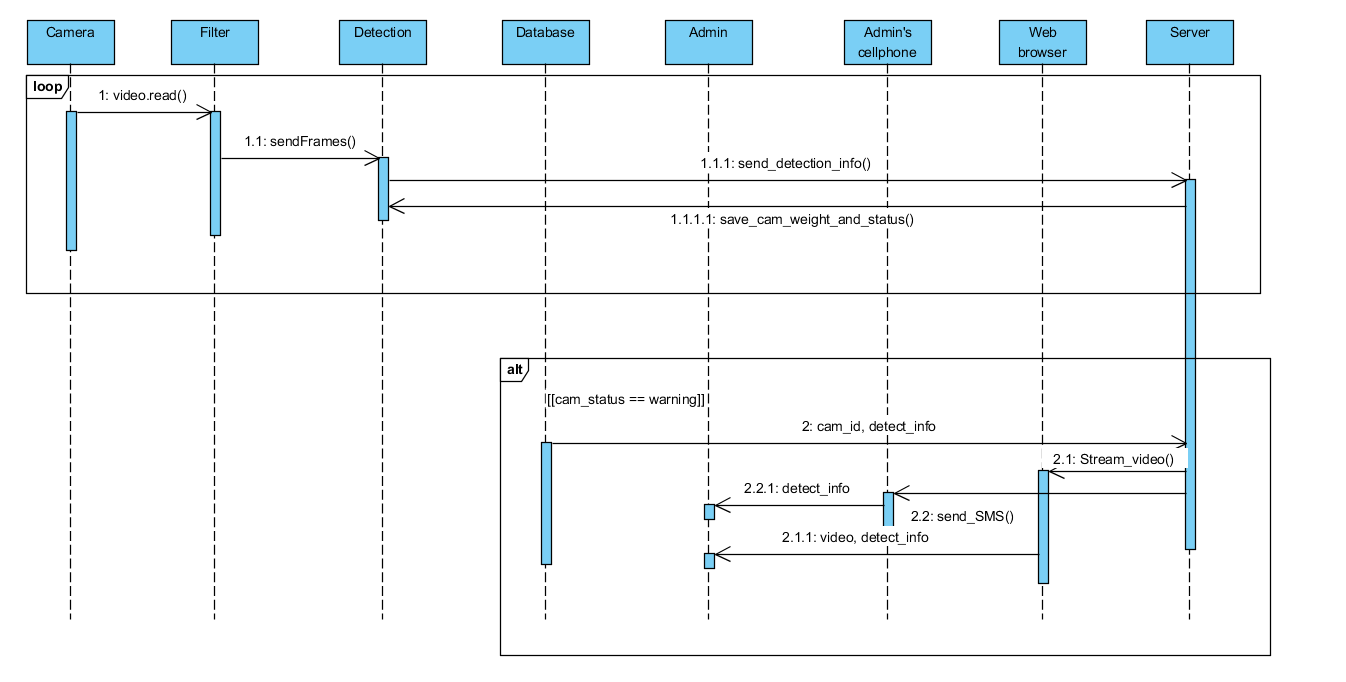 Camera
Filter
Detection
Database
Admin
Admin's
cellphone
Web
browser
Server
loop
1: video.read()
1.1: sendFrames()
1.1.1: send_detection_info()
1.1.1.1: save_cam_weight_and_status()
alt
[[cam_status == warning]]
2: cam_id, detect_info
2.1: Stream_video()
2.2.1: detect_info
2.2: send_SMS()
2.1.1: video, detect_info